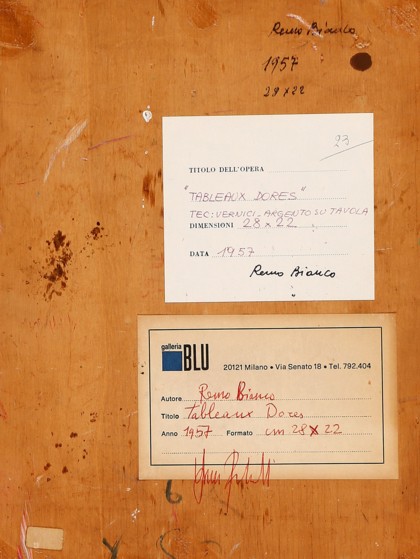 Remo Bianco
1957
28x22
23
TITOLO DELL'OPERA
"TABLEAUX DORES"
TEC: VERNICI - ARGENTO SU TAVOLA
DIMENSIONI 28 x 22
DATA 1957
Remo Bianco
galleria
BLU
20121 Milano • Via Senato 18 • Tel. 792.404
Autore Remo Bianco
Titolo tableaux Dores
Anno 1957 Formato cm 28 x 22
6